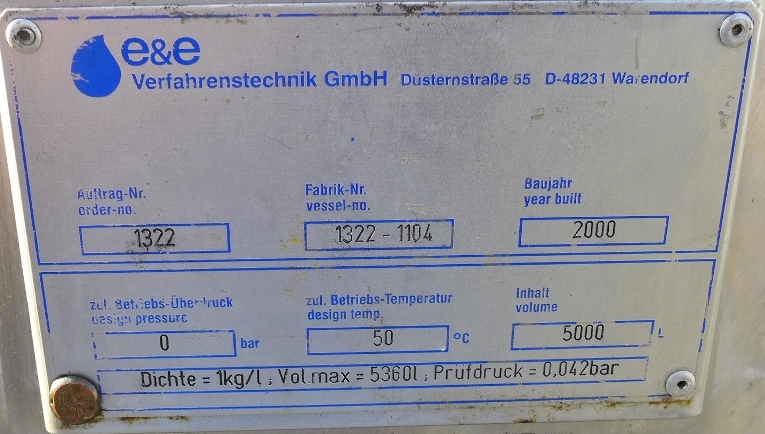 e&e
Verfahrenstechnik GmbH Dusternstraße 55 D-48231 Warendorf
Auftrag-Nr. Fabrik-Nr. Baujahr
order-no. vessel-no. year built
1322 1322 - 1104 2000
zul. Betriebs-Überdruck zul. Betriebs-Temperatur Inhalt
design pressure design temp. volume
0 bar 50 °C 5000 L
Dichte = 1kg/l ; Vol.max = 5360l ; Prüfdruck = 0,042bar